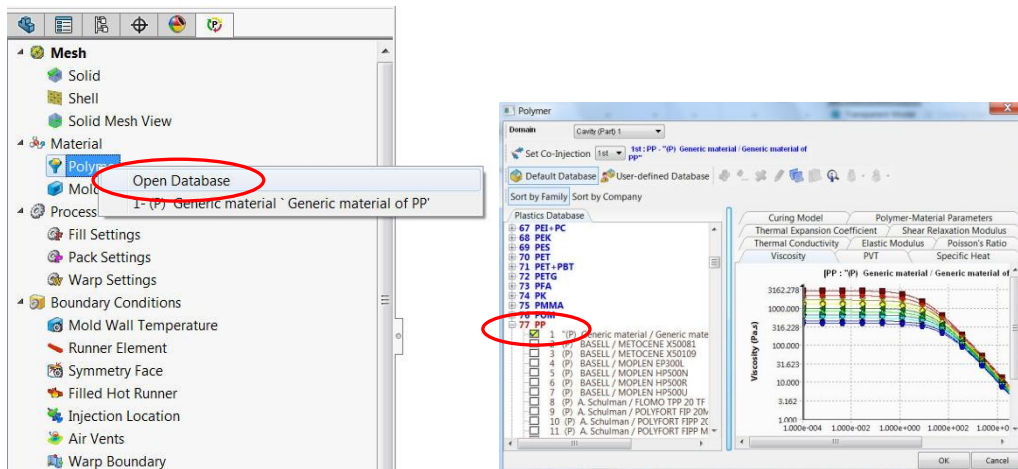 Mesh
Solid
Shell
Solid Mesh View
Material
Open Database
1- (P) Generic material ` Generic material of PP'
Process
Fill Settings
Pack Settings
Warp Settings
Boundary Conditions
Mold Wall Temperature
Runner Element
Symmetry Face
Filled Hot Runner
Injection Location
Air Vents
Warp Boundary
Polymer
Domain
Cavity (Part) 1
Set Co-Injection
1st
1st : PP - "(P) Generic material / Generic material of
PP"
Default Database
User-defined Database
Sort by Family
Sort by Company
Plastics Database
67 PEI+PC
68 PEK
69 PES
70 PET
71 PET+PBT
72 PETG
73 PFA
74 PK
75 PMMA
76 POM
77 PP
1 "(P) Generic material / Generic mate
2 (P) BASELL / METOCENE X50081
3 (P) BASELL / METOCENE X50109
4 (P) BASELL / MOPLEN EP300L
5 (P) BASELL / MOPLEN HP500N
6 (P) BASELL / MOPLEN HP500R
7 (P) BASELL / MOPLEN HP500U
8 (P) A. Schulman / FLOMO TPP 20 TF
9 (P) A. Schulman / POLYFORT FIP 20M
10 (P) A. Schulman / POLYFORT FIPP 20
11 (P) A. Schulman / POLYFORT FIPP M
Curing Model
Polymer-Material Parameters
Thermal Expansion Coefficient
Shear Relaxation Modulus
Thermal Conductivity
Elastic Modulus
Poisson's Ratio
Viscosity
PVT
Specific Heat
[PP : "(P) Generic material / Generic material of
Viscosity (Pa.s)
3162.278
1000.000
316.228
100.000
31.623
10.000
3.162
1.000
1.000e-004
1.000e-002
1.000e+000
1.000e+002
1.000e+0
OK
Cancel